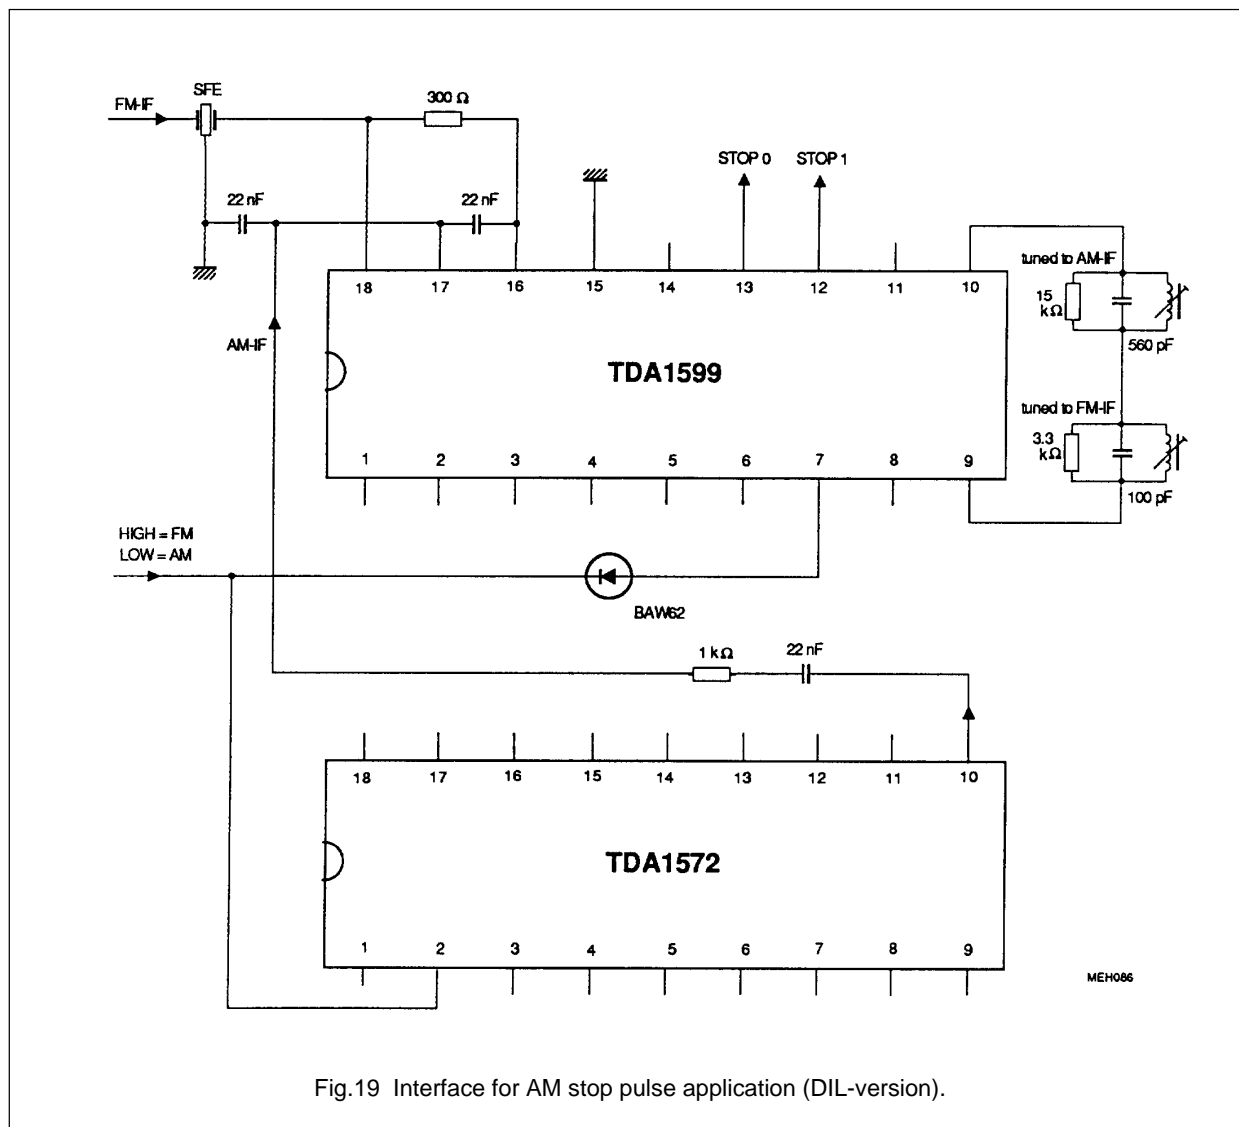 SFE
FM-IF
300 Ω
22 nF
22 nF
STOP 0
STOP 1
18
17
16
15
14
13
12
11
10
tuned to AM-IF
15
kΩ
560 pF
AM-IF
TDA1599
tuned to FM-IF
3.3
kΩ
100 pF
1
2
3
4
5
6
7
8
9
HIGH = FM
LOW = AM
BAW62
1 kΩ
22 nF
18
17
16
15
14
13
12
11
10
TDA1572
1
2
3
4
5
6
7
8
9
MEH086
Fig.19 Interface for AM stop pulse application (DIL-version).